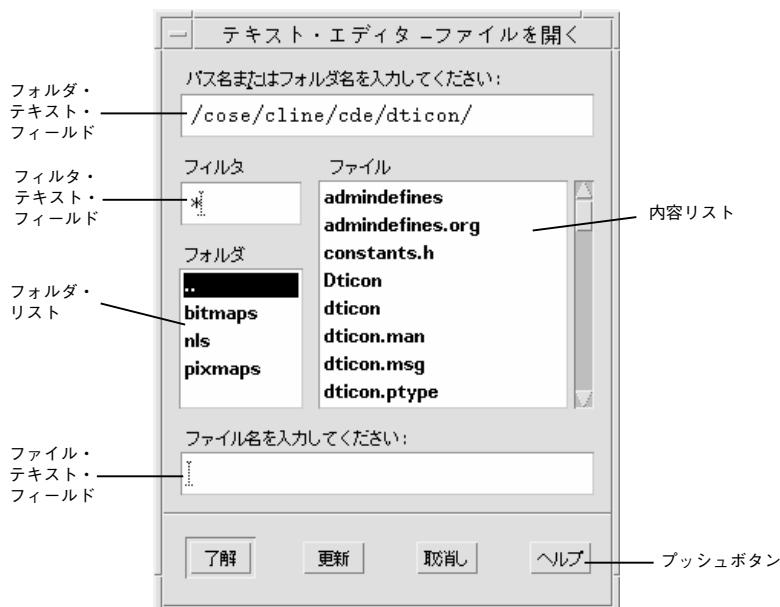 テキスト・エディタ –ファイルを開く
パス名またはフォルダ名を入力してください:
フォルダ・
テキスト・
フィールド
/cose/cline/cde/dticon/
フィルタ
ファイル
フィルタ・
テキスト・
フィールド
*
admindefines
admindefines.org
constants.h
Dticon
dticon
dticon.man
dticon.msg
dticon.ptype
内容リスト
フォルダ
フォルダ・
リスト
..
bitmaps
nls
pixmaps
ファイル名を入力してください:
ファイル・
テキスト・
フィールド
了解
更新
取消し
ヘルプ
プッシュボタン